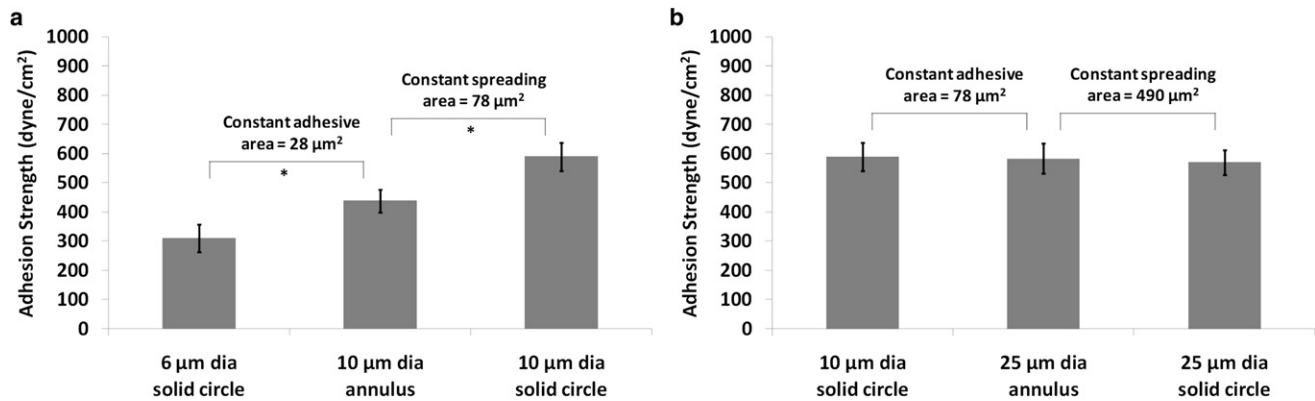 a
Adhesion Strength (dyne/cm²)
1000
900
800
700
600
500
400
300
200
100
0
Constant adhesive
area = 28 µm²
*
Constant spreading
area = 78 µm²
*
6 µm dia
solid circle
10 µm dia
annulus
10 µm dia
solid circle
b
Adhesion Strength (dyne/cm²)
1000
900
800
700
600
500
400
300
200
100
0
Constant adhesive
area = 78 µm²
Constant spreading
area = 490 µm²
10 µm dia
solid circle
25 µm dia
annulus
25 µm dia
solid circle